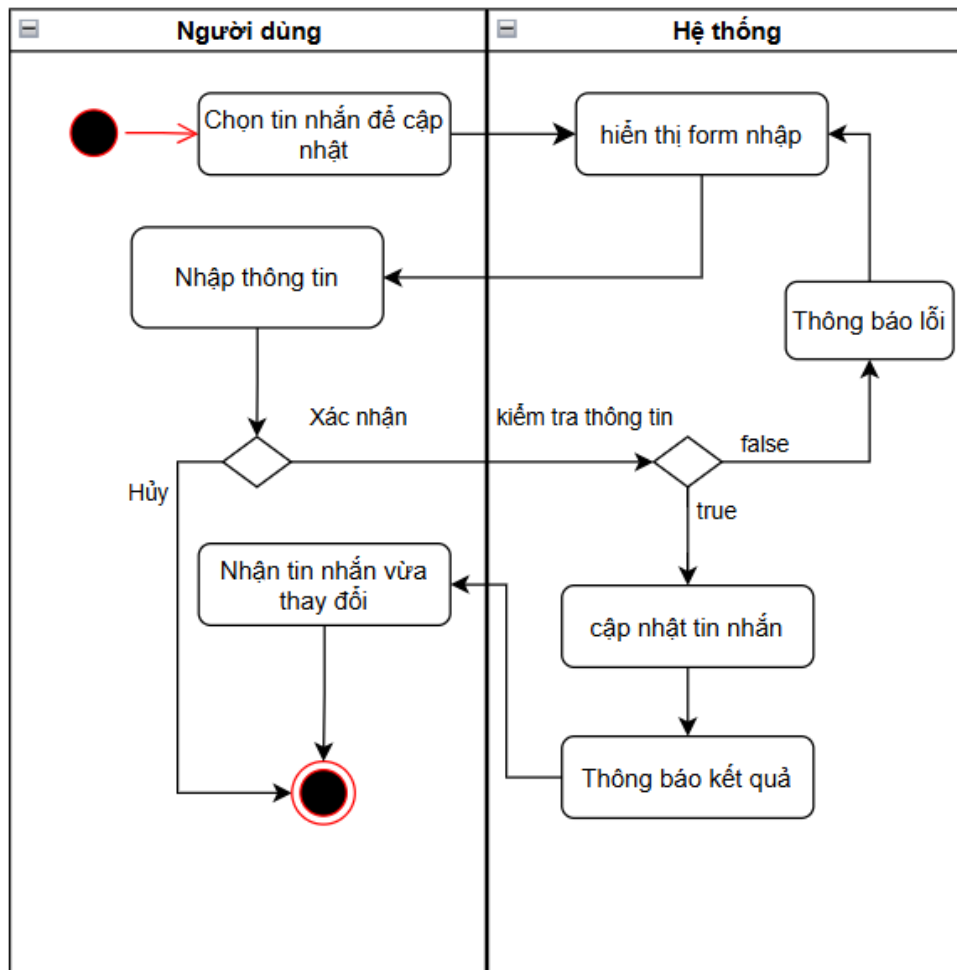 Người dùng
Hệ thống
Chọn tin nhắn để cập
nhật
hiển thị form nhập
Nhập thông tin
Thông báo lỗi
Xác nhận
kiểm tra thông tin
false
Hủy
true
Nhận tin nhắn vừa
thay đổi
cập nhật tin nhắn
Thông báo kết quả